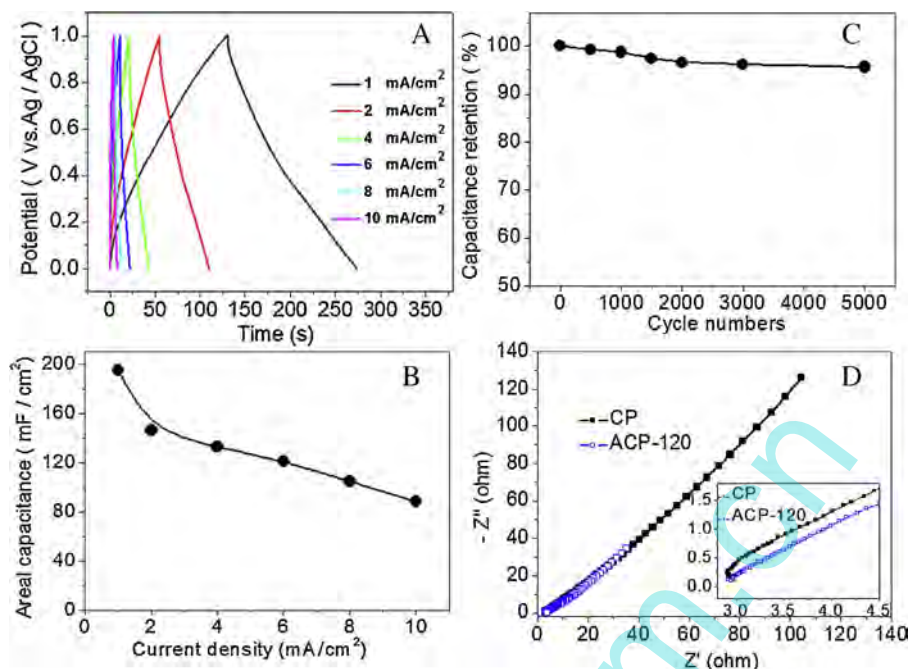 A
Potential ( V vs.Ag / AgCl)
1.0
0.8
0.6
0.4
0.2
0.0
1 mA/cm²
2 mA/cm²
4 mA/cm²
6 mA/cm²
8 mA/cm²
10 mA/cm²
0 50 100 150 200 250 300 350
Time (s)
C
Capacitance retention ( % )
100
90
80
70
60
50
0 1000 2000 3000 4000 5000
Cycle numbers
B
Areal capacitance ( mF / cm²)
200
160
120
80
40
0
2 4 6 8 10
Current density (mA/cm²)
D
- Z'' (ohm)
140
120
100
80
60
40
20
0
CP
ACP-120
1.5
1.0
0.5
0.0
CP
ACP-120
3.0 3.5 4.0 4.5
0 20 40 60 80 100 120 140
Z' (ohm)
m.cn